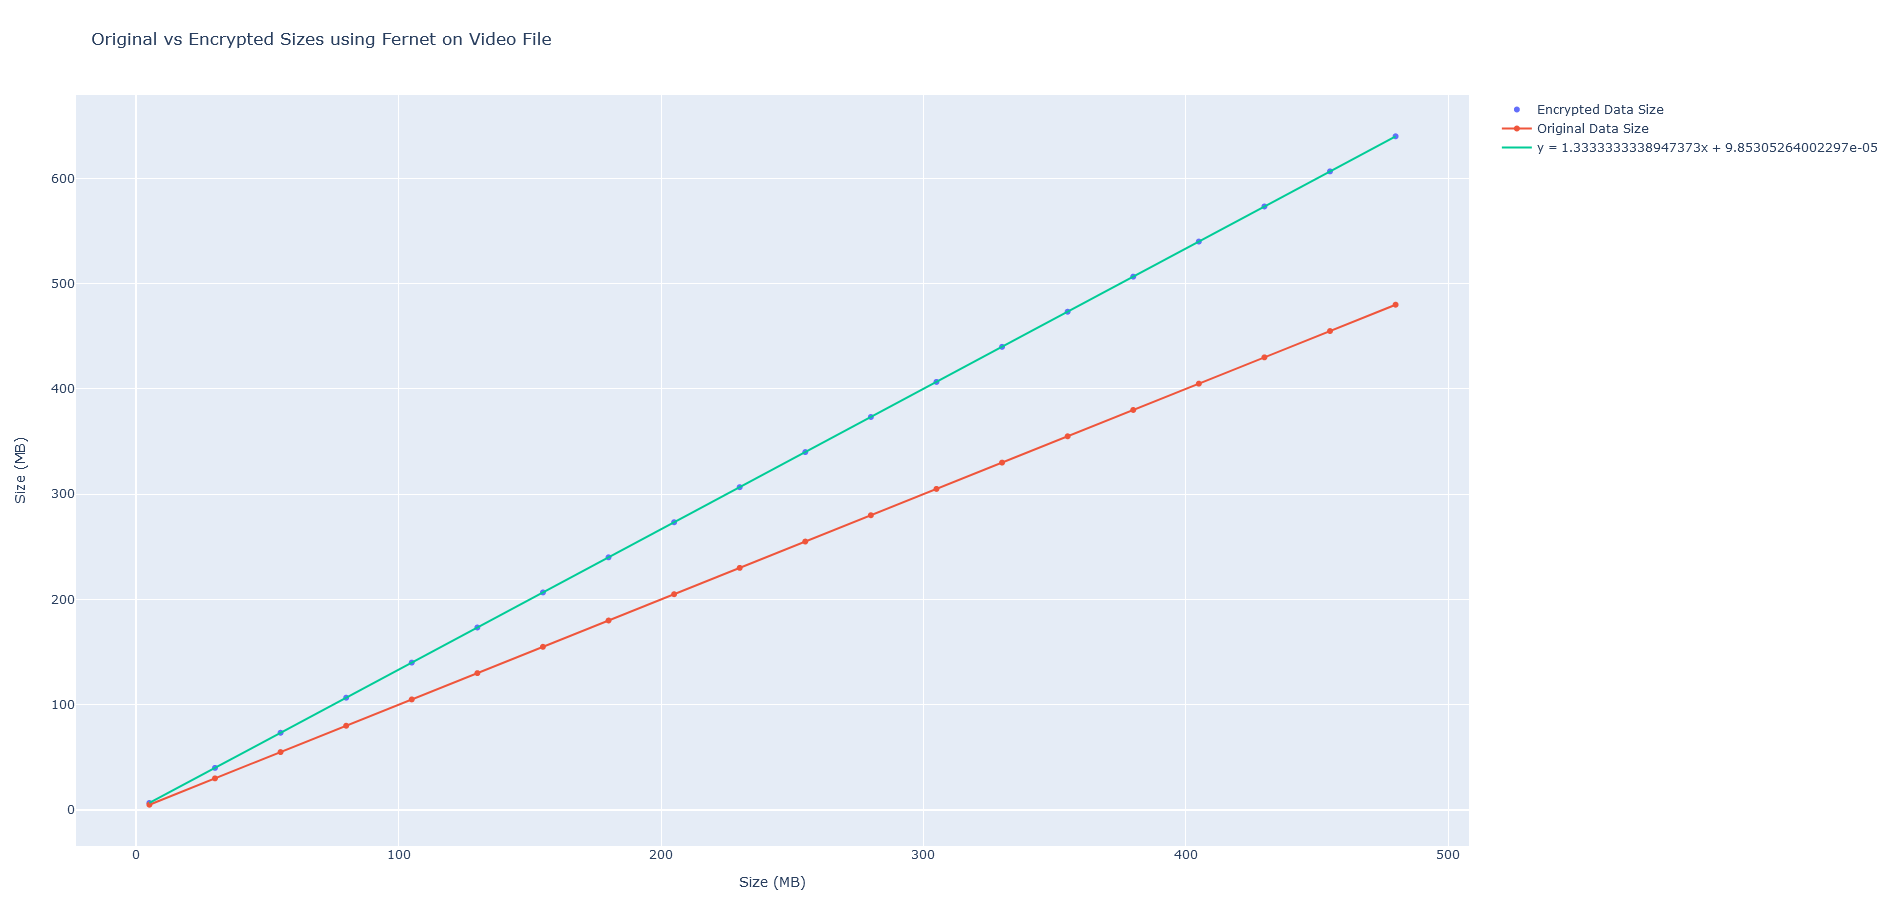 Original vs Encrypted Sizes using Fernet on Video File
Encrypted Data Size
Original Data Size
y = 1.3333333338947373x + 9.85305264002297e-05
600
500
400
300
200
100
0
Size (MB)
0 100 200 300 400 500
Size (MB)